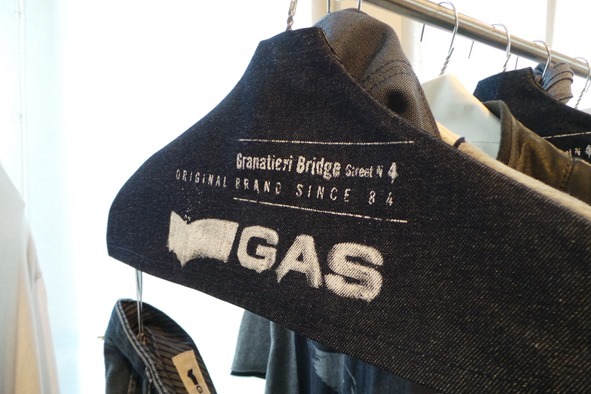 Granatieri Bridge Street N 4
ORIGINAL BRAND SINCE 84
GAS